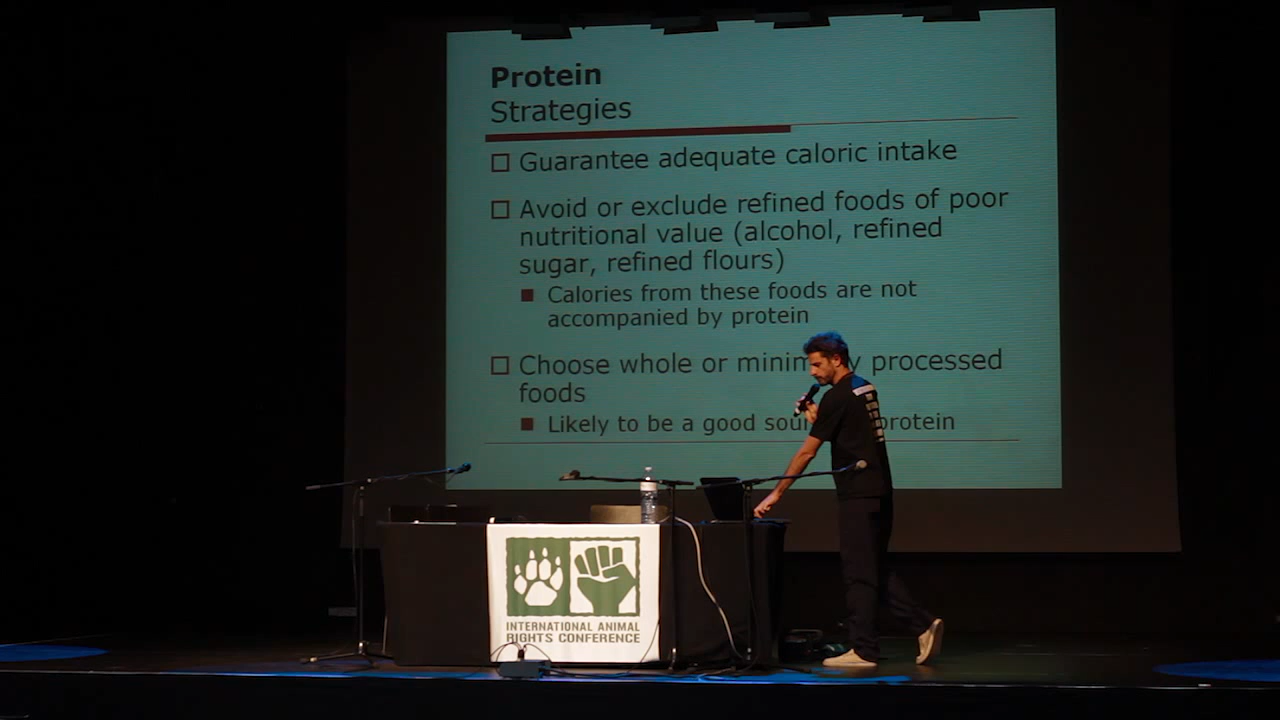 Protein
Strategies
Guarantee adequate caloric intake
Avoid or exclude refined foods of poor
nutritional value (alcohol, refined
sugar, refined flours)
Calories from these foods are not
accompanied by protein
Choose whole or minim y processed
foods
Likely to be a good sou protein
INTERNATIONAL ANIMAL
RIGHTS CONFERENCE